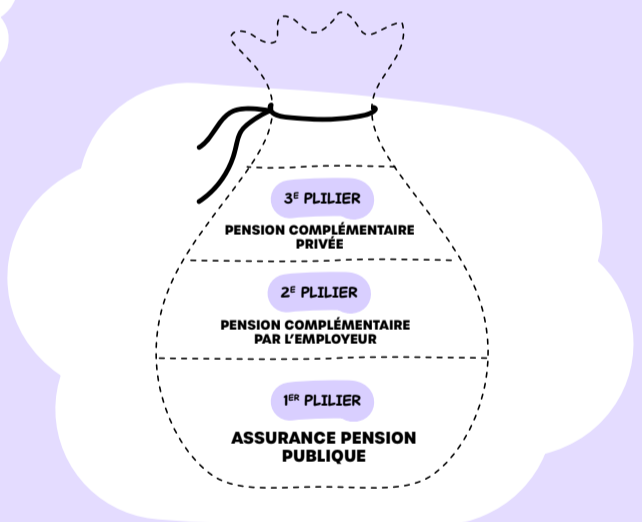 3E PLILIER
PENSION COMPLÉMENTAIRE
PRIVÉE
2E PLILIER
PENSION COMPLÉMENTAIRE
PAR L'EMPLOYEUR
1ER PLILIER
ASSURANCE PENSION
PUBLIQUE